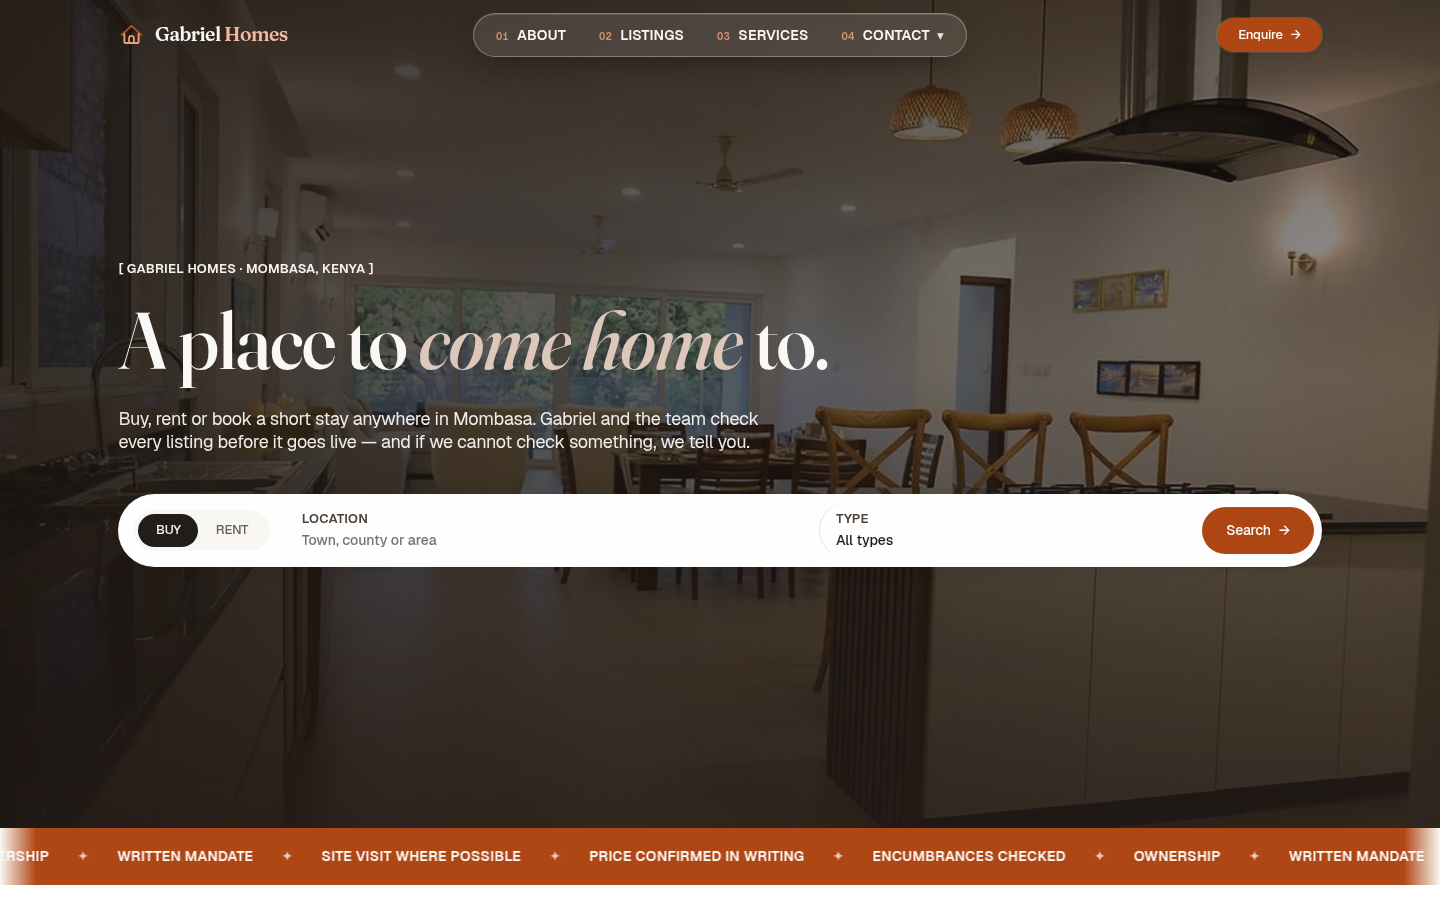 Gabriel Homes
01 ABOUT 02 LISTINGS 03 SERVICES 04 CONTACT ▾
Enquire →
[ GABRIEL HOMES · MOMBASA, KENYA ]
A place to come home to.
Buy, rent or book a short stay anywhere in Mombasa. Gabriel and the team check
every listing before it goes live — and if we cannot check something, we tell you.
BUY RENT
LOCATION
Town, county or area
TYPE
All types
Search →
ERSHIP ✦ WRITTEN MANDATE ✦ SITE VISIT WHERE POSSIBLE ✦ PRICE CONFIRMED IN WRITING ✦ ENCUMBRANCES CHECKED ✦ OWNERSHIP ✦ WRITTEN MANDATE